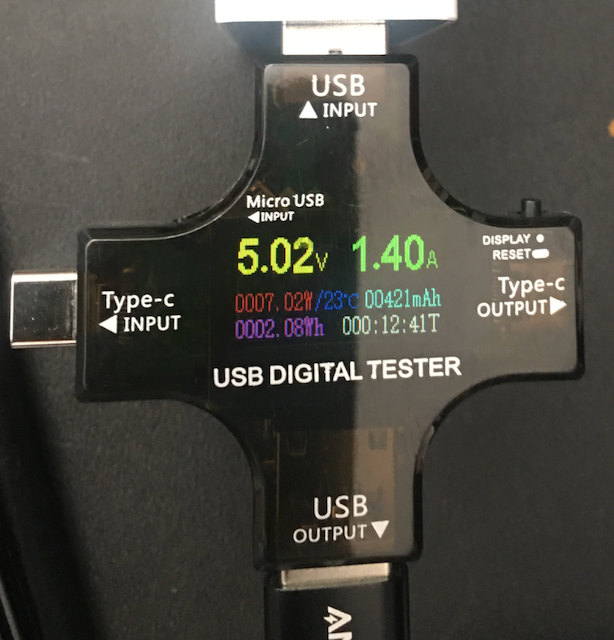 USB
▲ INPUT
Micro USB
◀INPUT
5.02V 1.40A
DISPLAY ●
RESET
0007.02W/23°C 00421mAh
0002.08Wh 000:12:41T
Type-c
◀ INPUT
Type-c
OUTPUT▶
USB DIGITAL TESTER
USB
OUTPUT▼